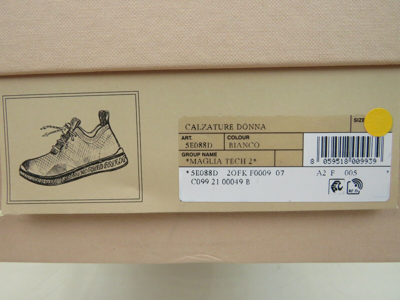 CALZATURE DONNA
SIZE
ART. COLOUR
5E088D BIANCO
GROUP NAME
*MAGLIA TECH 2*
8 059518 009939
*5E088D 2OFK F0009 07 A2 F 005
C099 21 00049 B